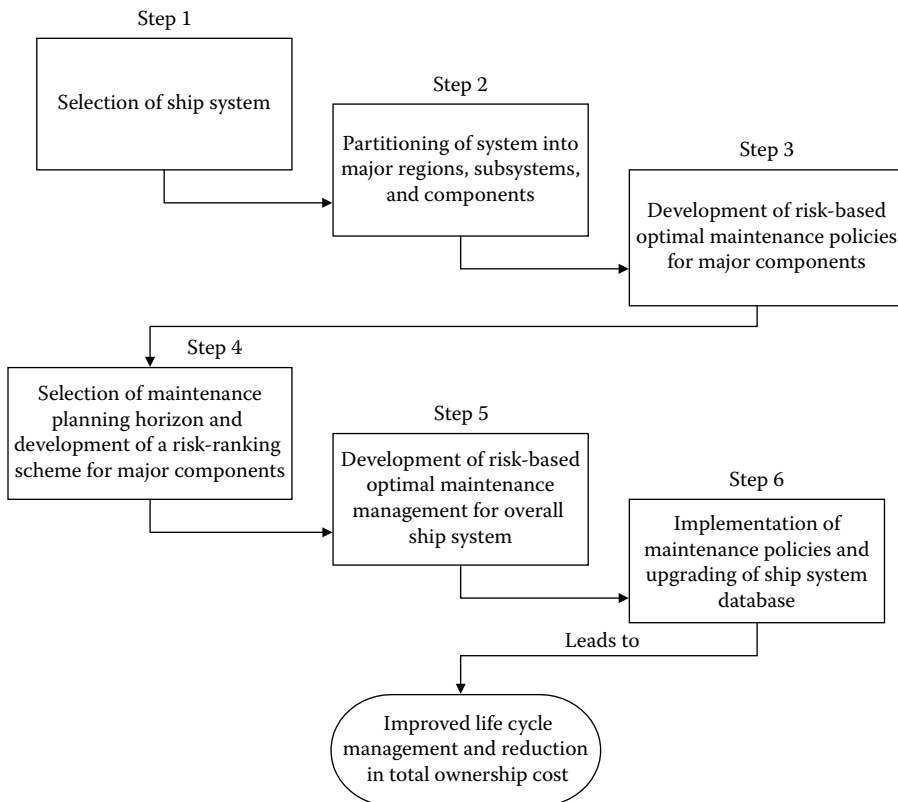 Step 1
Selection of ship system
Step 2
Partitioning of system into
major regions, subsystems,
and components
Step 3
Development of risk-based
optimal maintenance policies
for major components
Step 4
Selection of maintenance
planning horizon and
development of a risk-ranking
scheme for major components
Step 5
Development of risk-based
optimal maintenance
management for overall
ship system
Step 6
Implementation of
maintenance policies and
upgrading of ship system
database
Leads to
Improved life cycle
management and reduction
in total ownership cost